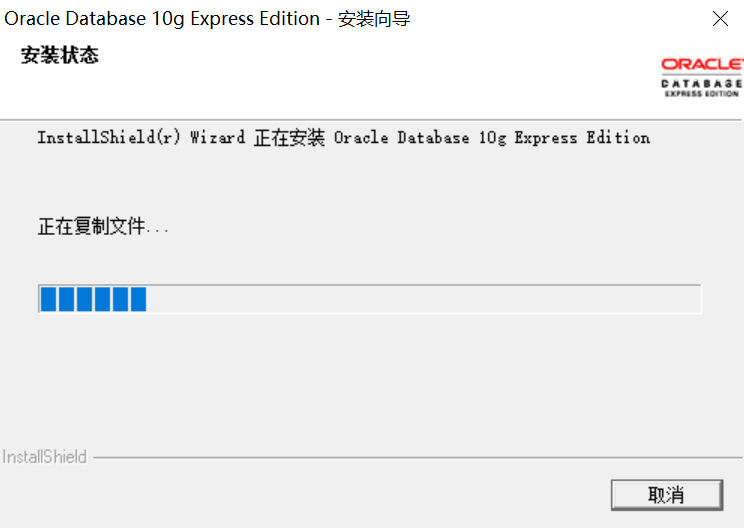 Oracle Database 10g Express Edition - 安装向导
安装状态
ORACLE
DATABASE
EXPRESS EDITION
InstallShield(r) Wizard 正在安装 Oracle Database 10g Express Edition
正在复制文件...
InstallShield
取消